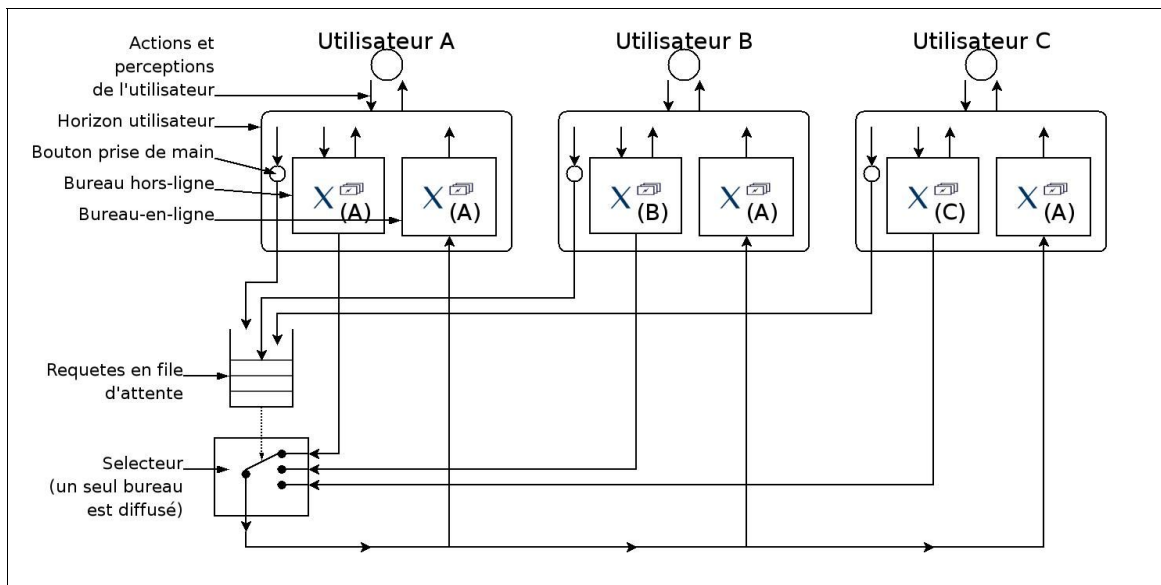 Utilisateur A
Utilisateur B
Utilisateur C
Actions et
perceptions
de l'utilisateur
Horizon utilisateur
Bouton prise de main
Bureau hors-ligne
Bureau-en-ligne
X (A)
X (A)
X (B)
X (A)
X (C)
X (A)
Requetes en file
d'attente
Selecteur
(un seul bureau
est diffusé)